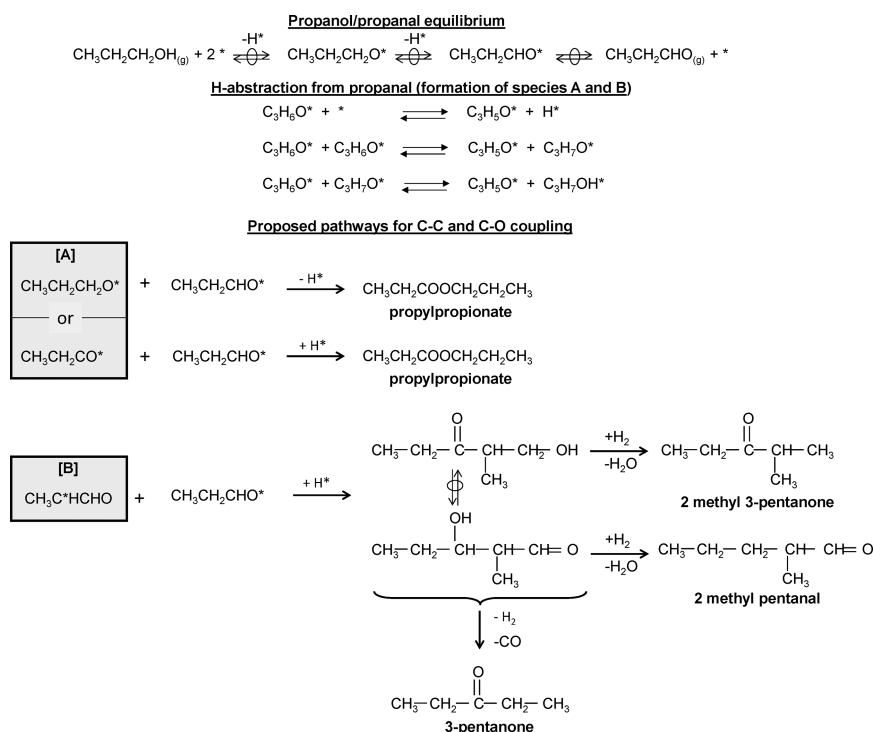 Propanol/propanal equilibrium
-H* -H*
CH3CH2CH2OH(g) + 2 * CH3CH2CH2O* CH3CH2CHO* CH3CH2CHO(g) + *
H-abstraction from propanal (formation of species A and B)
C3H6O* + * C3H5O* + H*
C3H6O* + C3H6O* C3H5O* + C3H7O*
C3H6O* + C3H7O* C3H5O* + C3H7OH*
Proposed pathways for C-C and C-O coupling
[A]
CH3CH2CH2O* + CH3CH2CHO* - H* CH3CH2COOCH2CH2CH3
propylpropionate
or
CH3CH2CO* + CH3CH2CHO* + H* CH3CH2COOCH2CH2CH3
propylpropionate
O O
CH3 CH2 C CH CH2 OH +H2 -H2O CH3 CH2 C CH CH3
CH3 CH3
2 methyl 3-pentanone
[B]
CH3C*HCHO + CH3CH2CHO* + H*
OH
CH3 CH2 CH CH CH=O +H2 -H2O CH3 CH2 CH2 CH CH=O
CH3 CH3
2 methyl pentanal
- H2
-CO
O
CH3 CH2 C CH2 CH3
3-pentanone